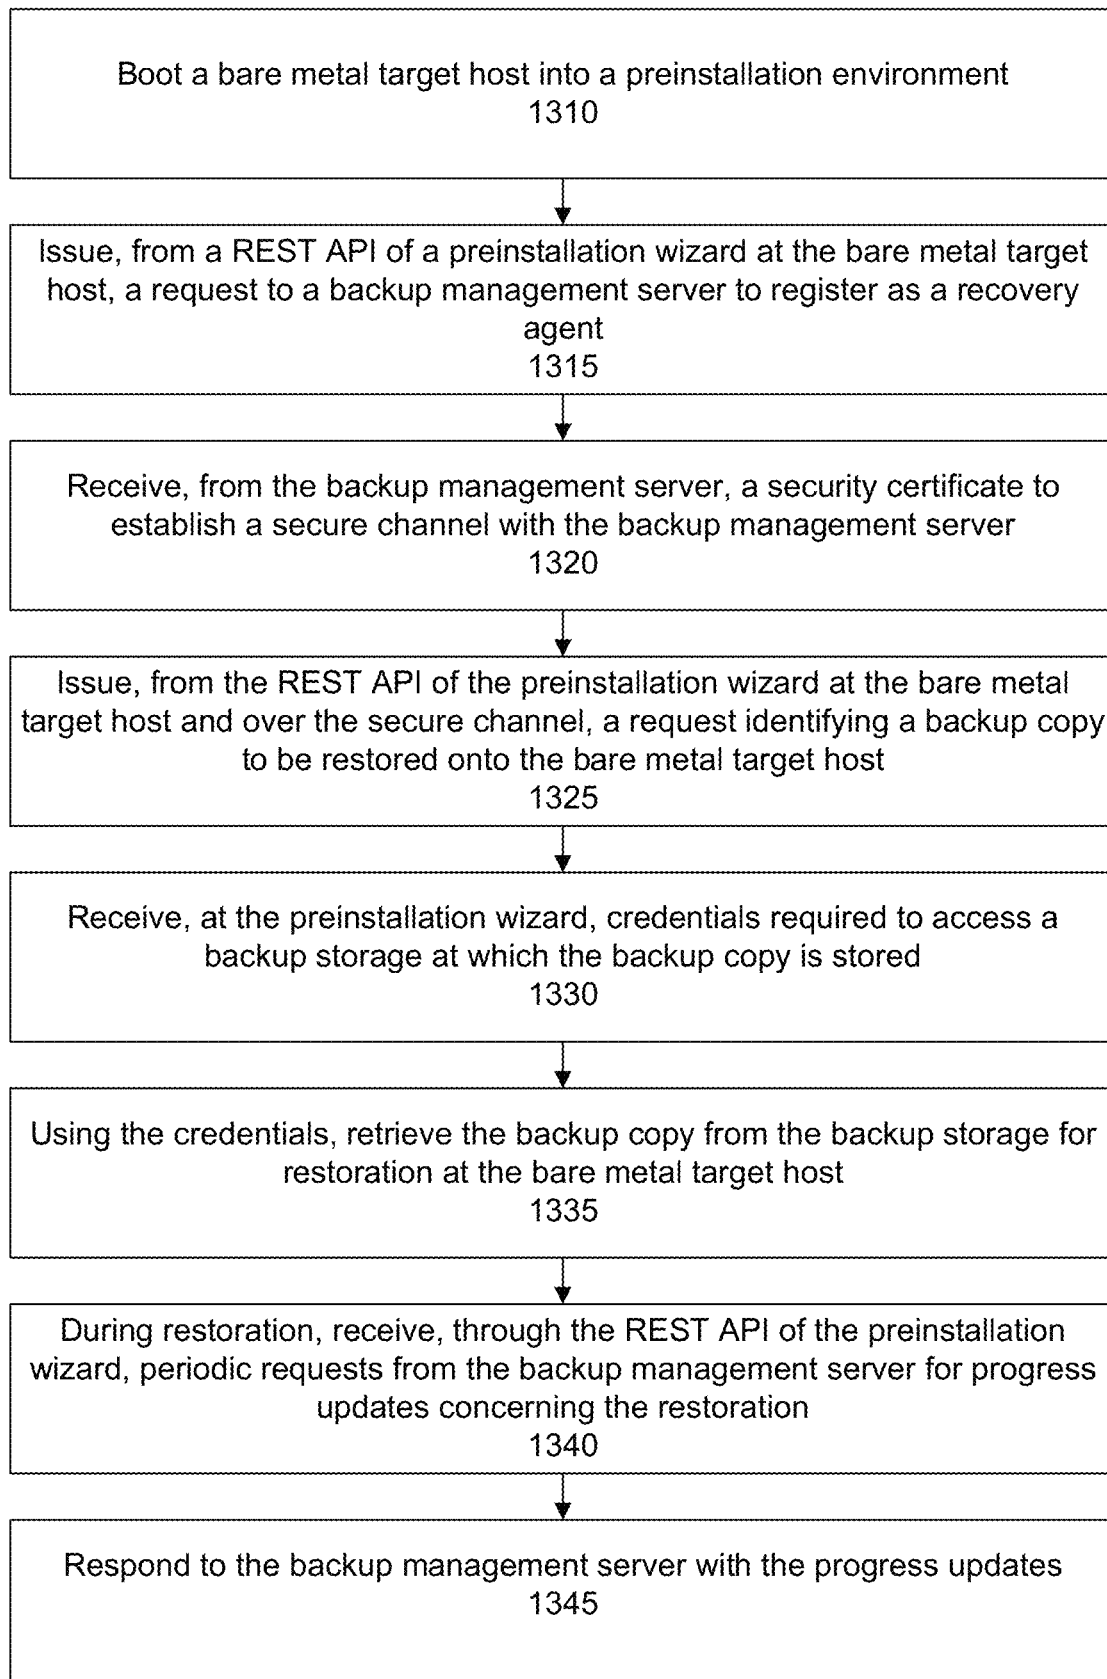 Boot a bare metal target host into a preinstallation environment
1310
Issue, from a REST API of a preinstallation wizard at the bare metal target
host, a request to a backup management server to register as a recovery
agent
1315
Receive, from the backup management server, a security certificate to
establish a secure channel with the backup management server
1320
Issue, from the REST API of the preinstallation wizard at the bare metal
target host and over the secure channel, a request identifying a backup copy
to be restored onto the bare metal target host
1325
Receive, at the preinstallation wizard, credentials required to access a
backup storage at which the backup copy is stored
1330
Using the credentials, retrieve the backup copy from the backup storage for
restoration at the bare metal target host
1335
During restoration, receive, through the REST API of the preinstallation
wizard, periodic requests from the backup management server for progress
updates concerning the restoration
1340
Respond to the backup management server with the progress updates
1345